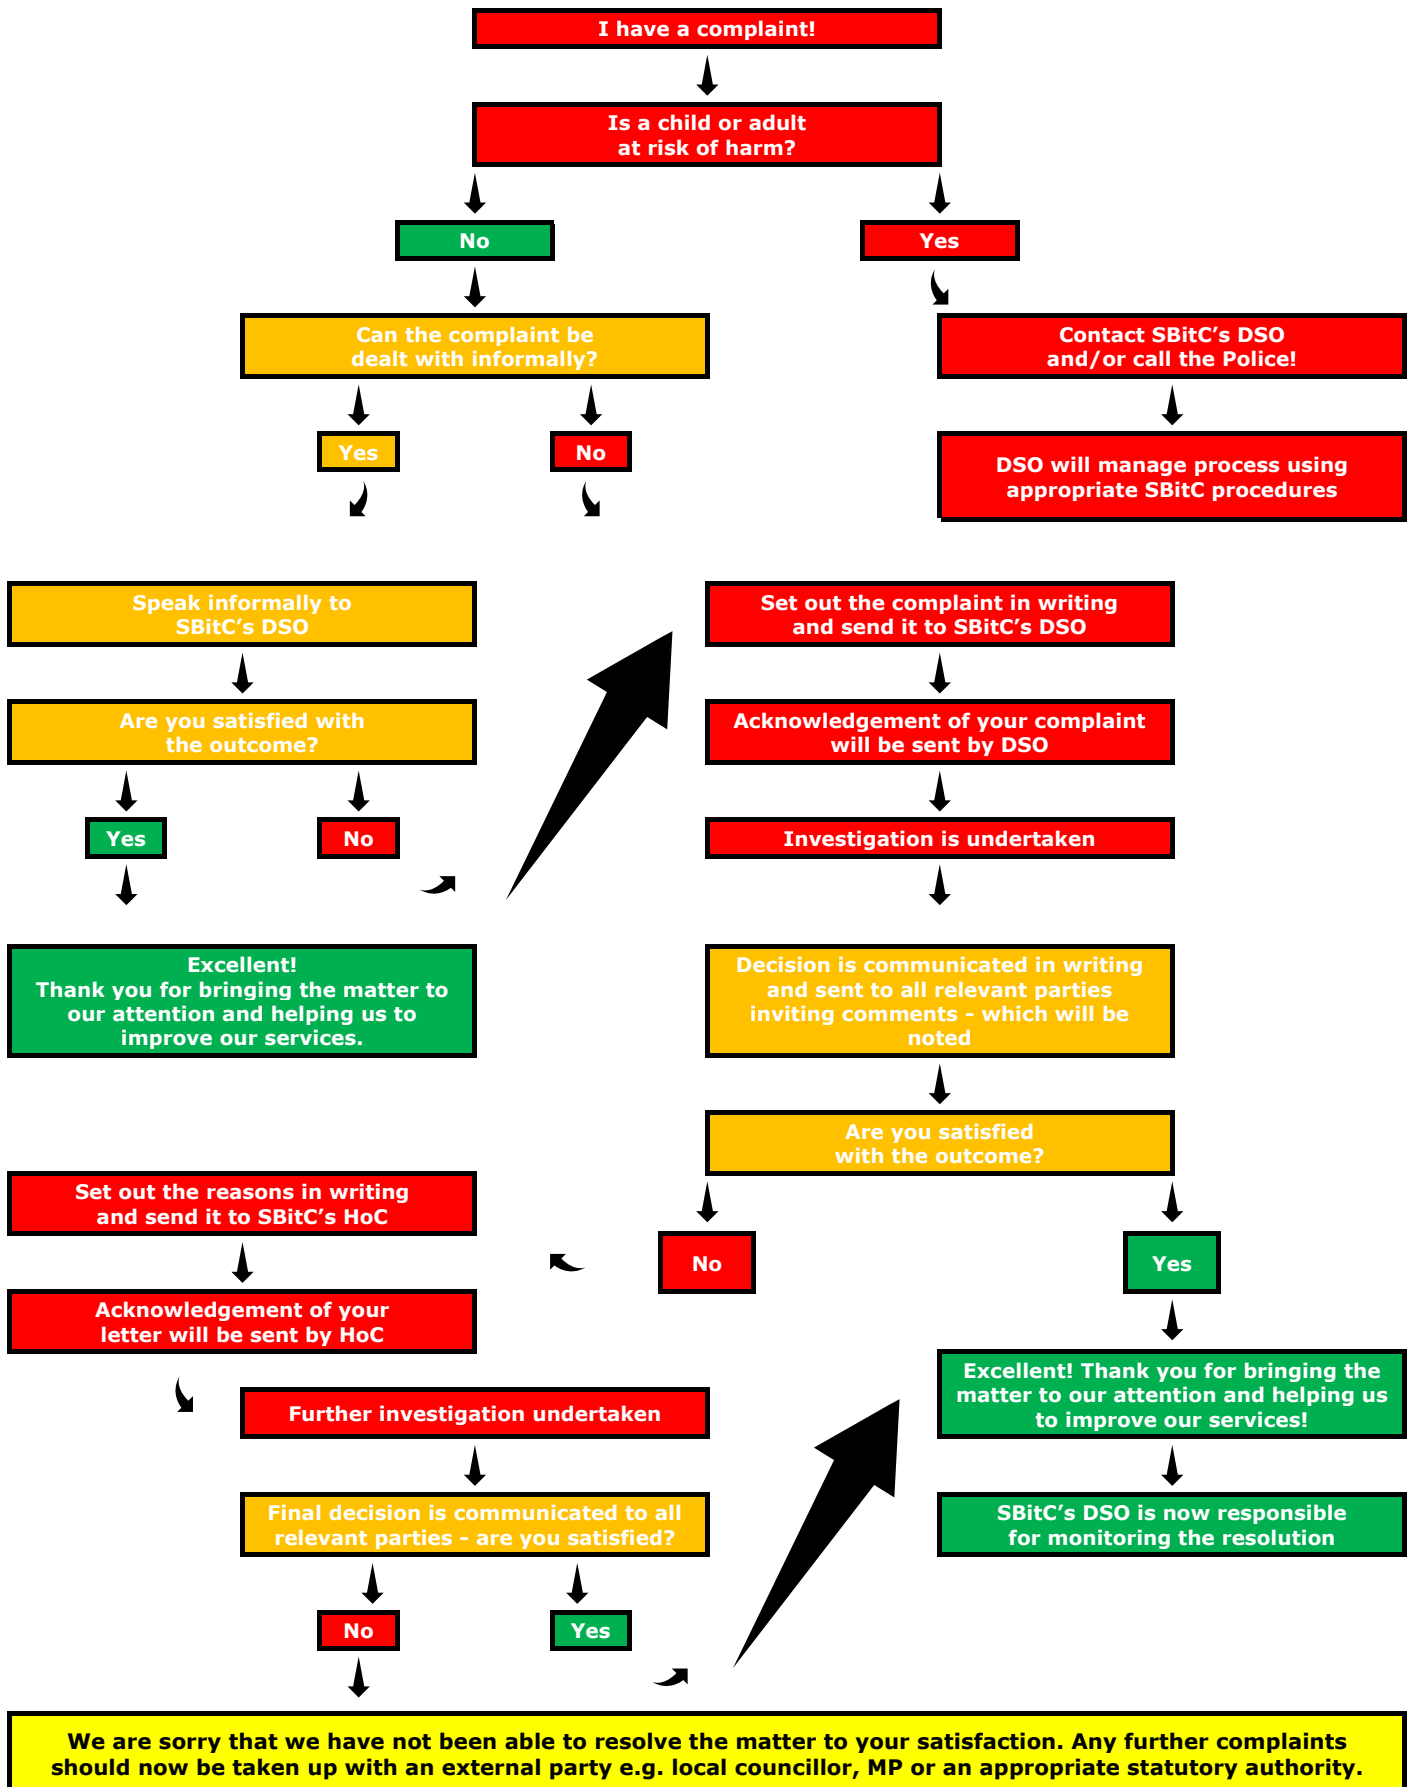 I have a complaint!
Is a child or adult
at risk of harm?
No
Yes
Can the complaint be
dealt with informally?
Contact SBitC's DSO
and/or call the Police!
Yes
No
DSO will manage process using
appropriate SBitC procedures
Speak informally to
SBitC's DSO
Set out the complaint in writing
and send it to SBitC's DSO
Are you satisfied with
the outcome?
Acknowledgement of your complaint
will be sent by DSO
Yes
No
Investigation is undertaken
Excellent!
Thank you for bringing the matter to
our attention and helping us to
improve our services.
Decision is communicated in writing
and sent to all relevant parties
inviting comments – which will be
noted
Are you satisfied
with the outcome?
Set out the reasons in writing
and send it to SBitC's HoC
No
Yes
Acknowledgement of your
letter will be sent by HoC
Excellent! Thank you for bringing the
matter to our attention and helping us
to improve our services!
Further investigation undertaken
Final decision is communicated to all
relevant parties – are you satisfied?
SBitC's DSO is now responsible
for monitoring the resolution
No
Yes
We are sorry that we have not been able to resolve the matter to your satisfaction. Any further complaints
should now be taken up with an external party e.g. local councillor, MP or an appropriate statutory authority.